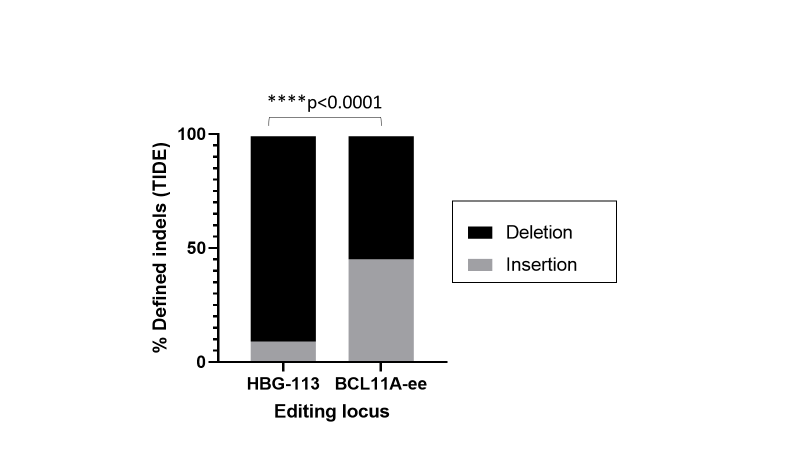 ****p<0.0001
% Defined indels (TIDE)
100
50
0
HBG-113 BCL11A-ee
Editing locus
Deletion
Insertion